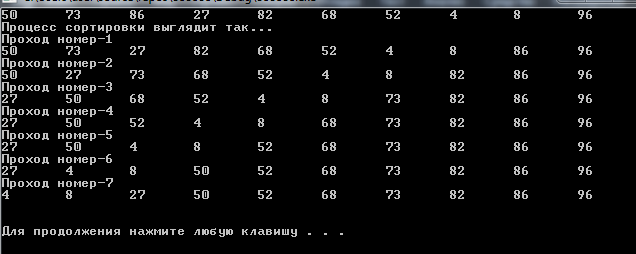 50 73 86 27 82 68 52 4 8 96
Процесс сортировки выглядит так...
Проход номер-1
50 73 27 82 68 52 4 8 86 96
Проход номер-2
50 27 73 68 52 4 8 82 86 96
Проход номер-3
27 50 68 52 4 8 73 82 86 96
Проход номер-4
27 50 52 4 8 68 73 82 86 96
Проход номер-5
27 50 4 8 52 68 73 82 86 96
Проход номер-6
27 4 8 50 52 68 73 82 86 96
Проход номер-7
4 8 27 50 52 68 73 82 86 96
Для продолжения нажмите любую клавишу . . .